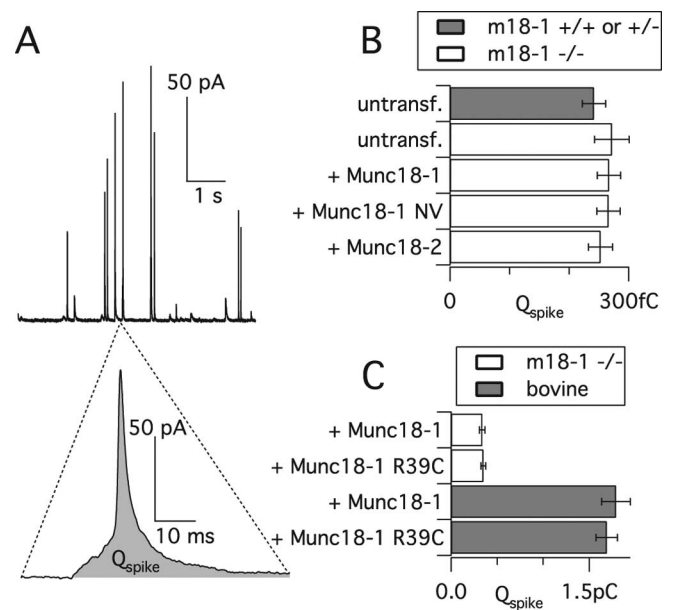 A
50 pA
1 s
50 pA
10 ms
Qspike
B
m18-1 +/+ or +/-
m18-1 -/-
untransf.
untransf.
+ Munc18-1
+ Munc18-1 NV
+ Munc18-2
0
Qspike
300fC
C
m18-1 -/-
bovine
+ Munc18-1
+ Munc18-1 R39C
+ Munc18-1
+ Munc18-1 R39C
0.0
Qspike
1.5pC